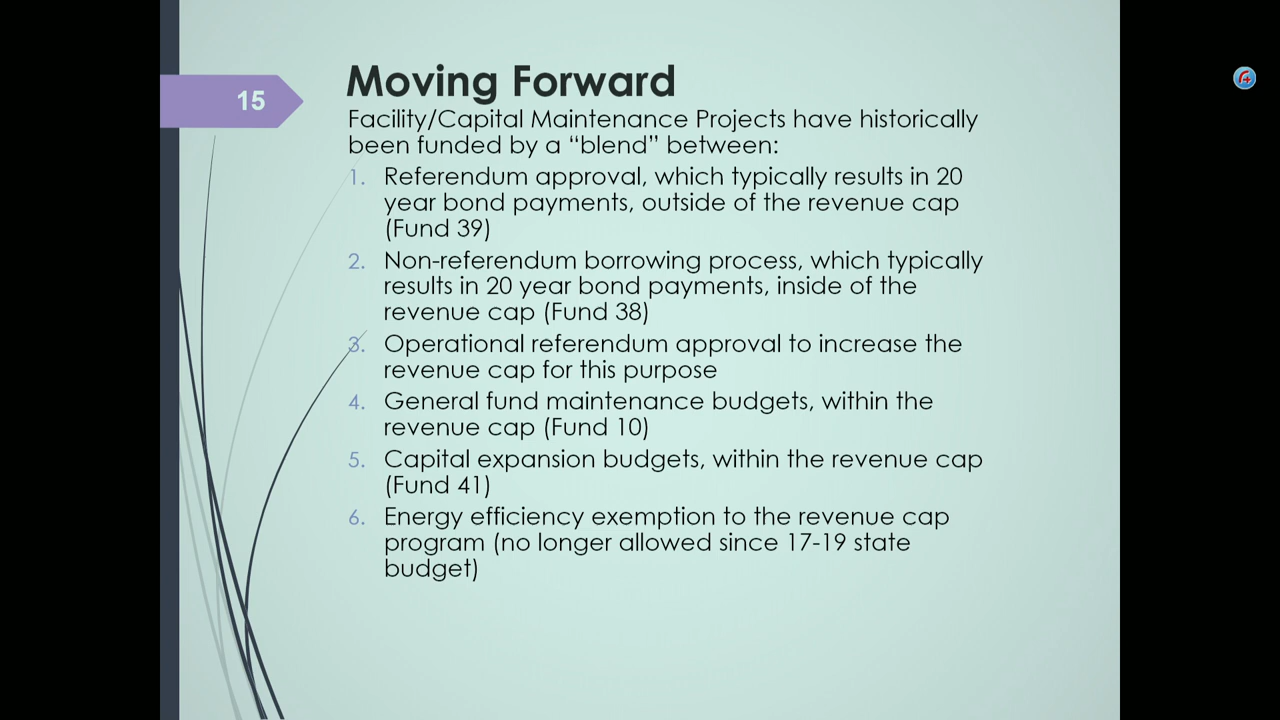 15
Moving Forward
Facility/Capital Maintenance Projects have historically
been funded by a “blend” between:
1. Referendum approval, which typically results in 20
year bond payments, outside of the revenue cap
(Fund 39)
2. Non-referendum borrowing process, which typically
results in 20 year bond payments, inside of the
revenue cap (Fund 38)
3. Operational referendum approval to increase the
revenue cap for this purpose
4. General fund maintenance budgets, within the
revenue cap (Fund 10)
5. Capital expansion budgets, within the revenue cap
(Fund 41)
6. Energy efficiency exemption to the revenue cap
program (no longer allowed since 17-19 state
budget)